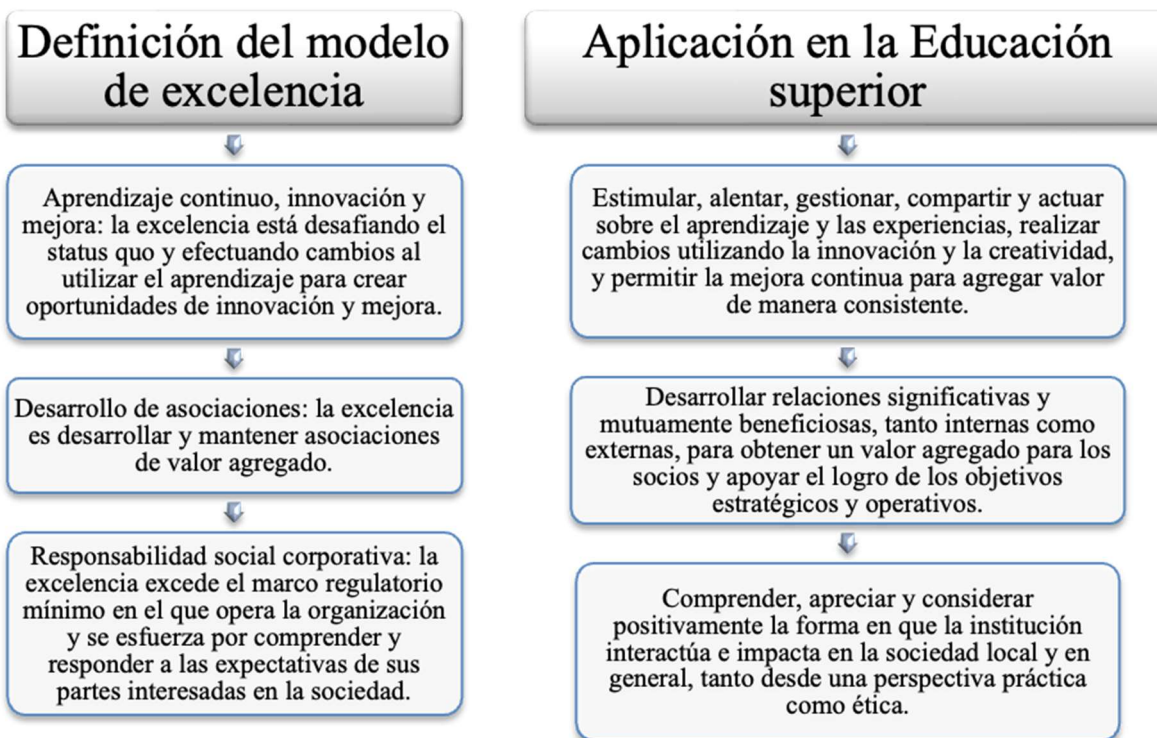 Definición del modelo
de excelencia
Aprendizaje continuo, innovación y
mejora: la excelencia está desafiando el
status quo y efectuando cambios al
utilizar el aprendizaje para crear
oportunidades de innovación y mejora.
Desarrollo de asociaciones: la excelencia
es desarrollar y mantener asociaciones
de valor agregado.
Responsabilidad social corporativa: la
excelencia excede el marco regulatorio
mínimo en el que opera la organización
y se esfuerza por comprender y
responder a las expectativas de sus
partes interesadas en la sociedad.
Aplicación en la Educación
superior
Estimular, alentar, gestionar, compartir y actuar
sobre el aprendizaje y las experiencias, realizar
cambios utilizando la innovación y la creatividad,
y permitir la mejora continua para agregar valor
de manera consistente.
Desarrollar relaciones significativas y
mutuamente beneficiosas, tanto internas como
externas, para obtener un valor agregado para los
socios y apoyar el logro de los objetivos
estratégicos y operativos.
Comprender, apreciar y considerar
positivamente la forma en que la institución
interactúa e impacta en la sociedad local y en
general, tanto desde una perspectiva práctica
como ética.